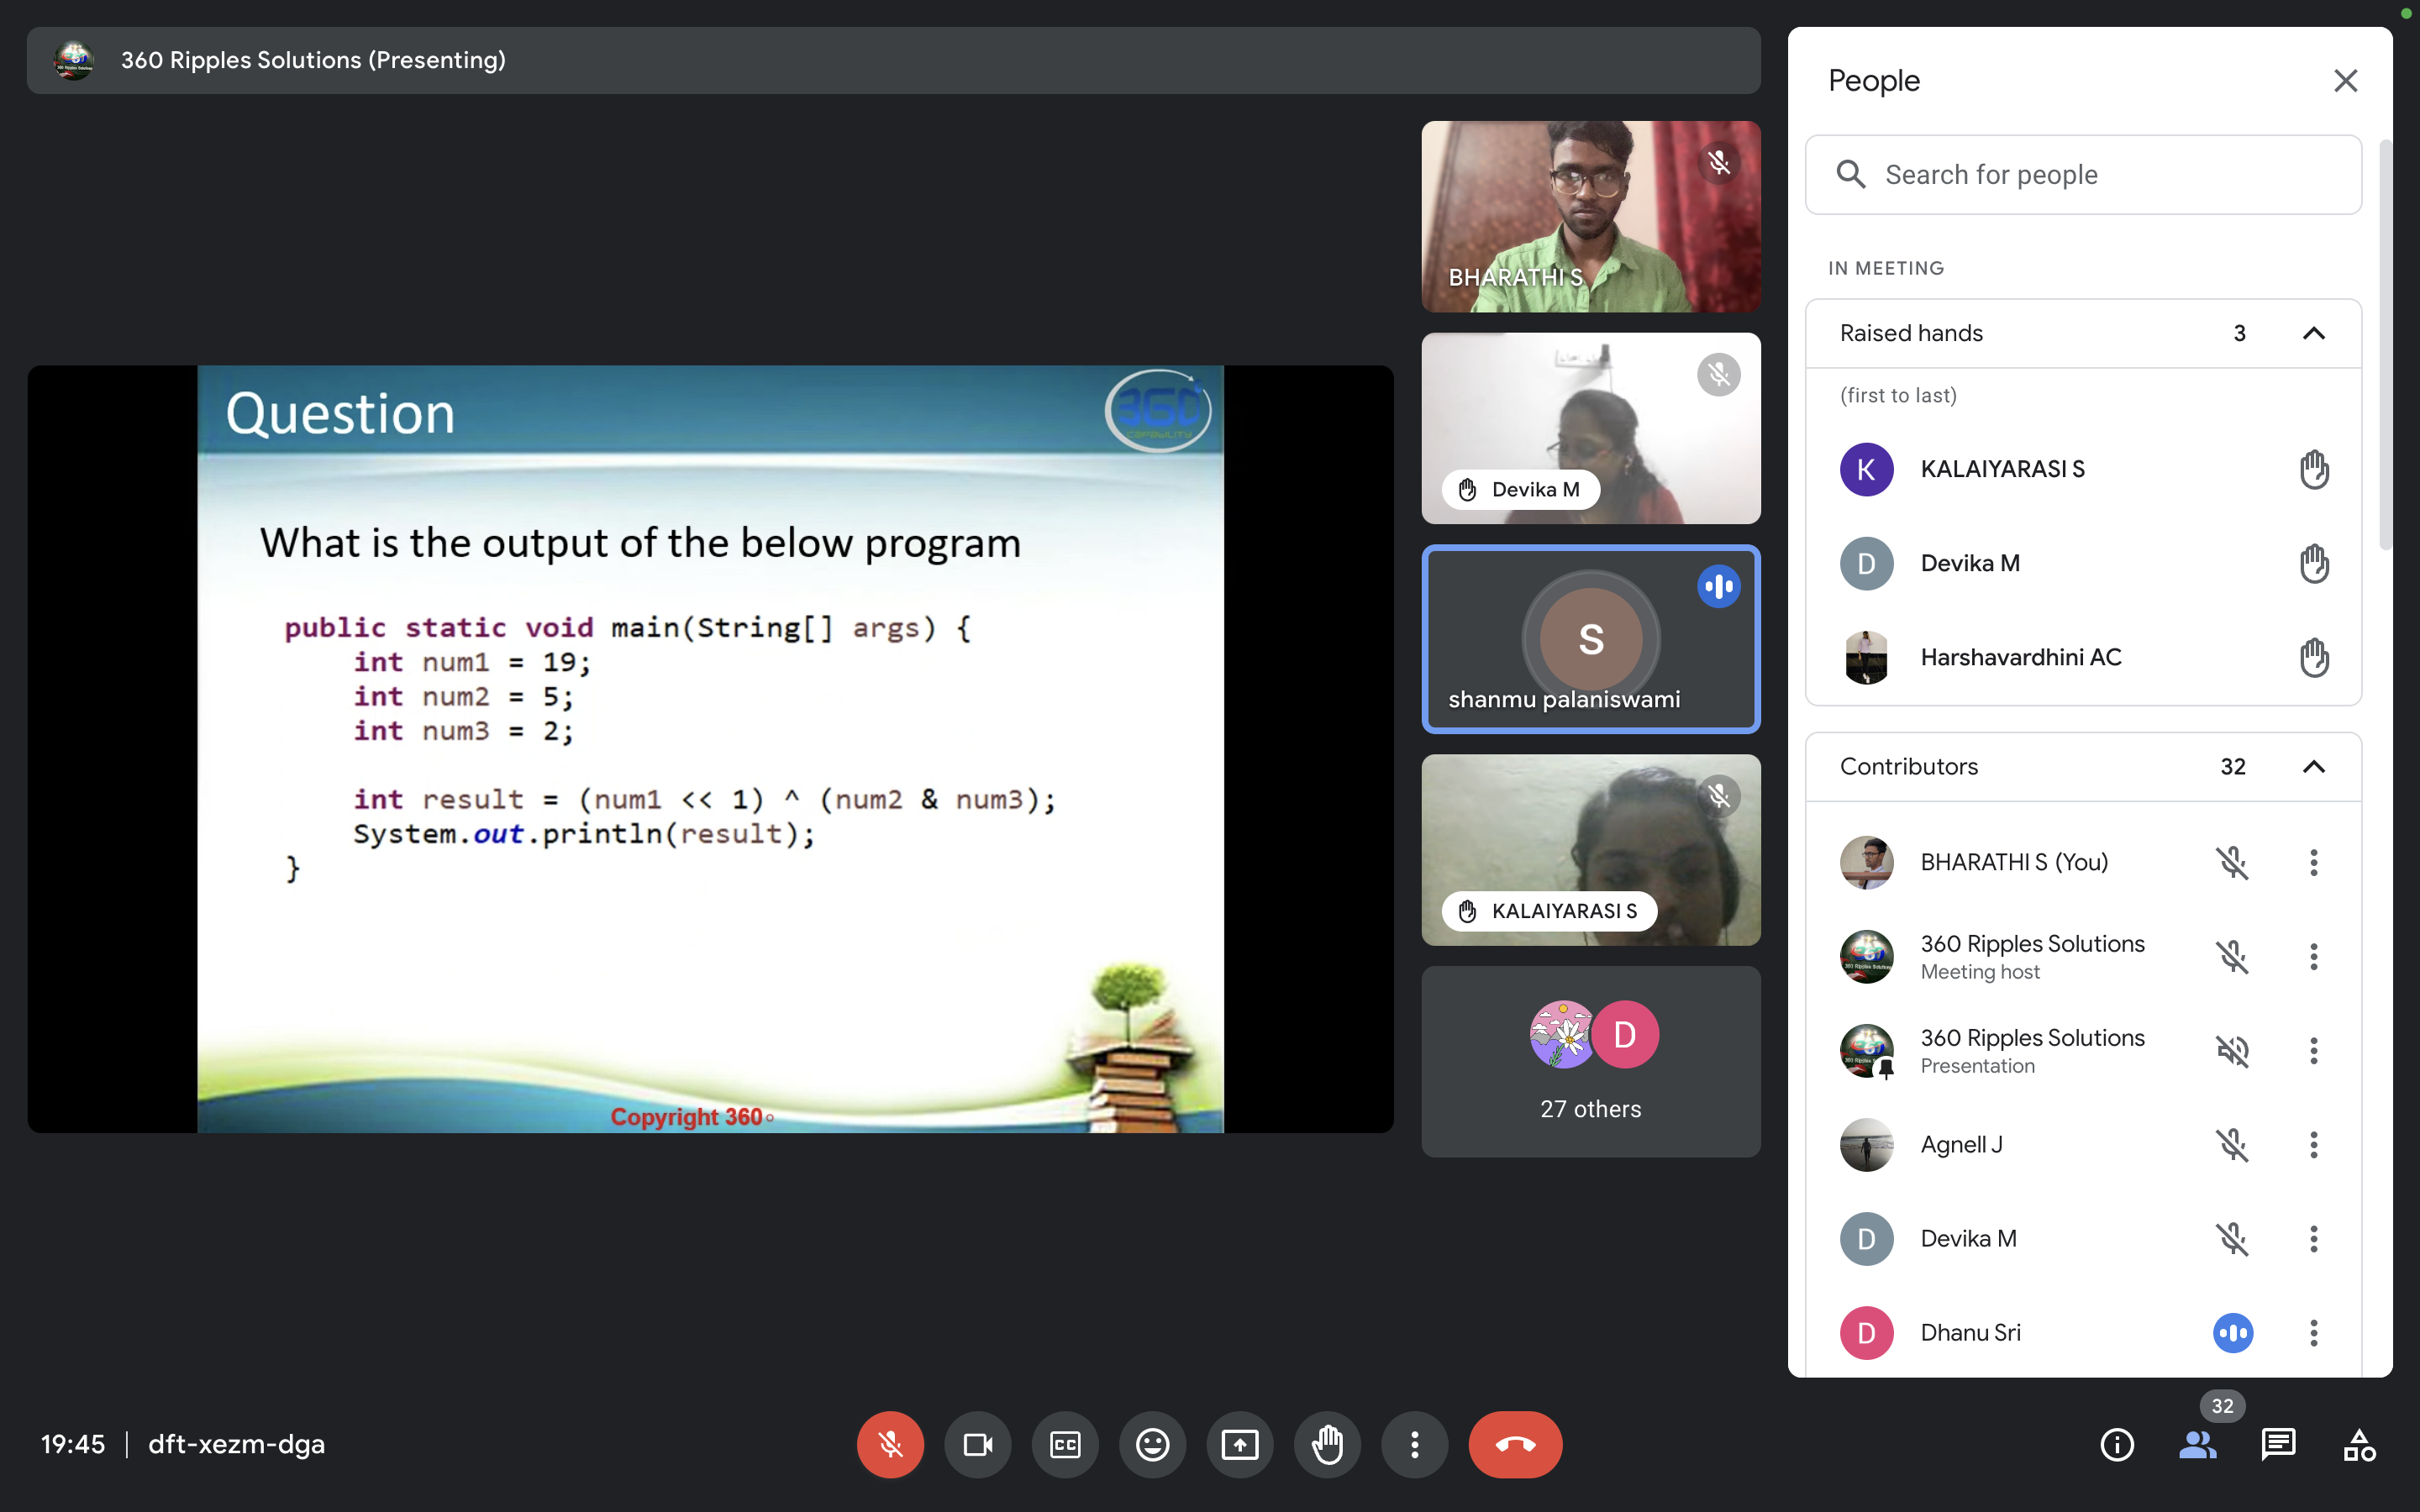 360 Ripples Solutions (Presenting)
Question
360
CAPABILITY
What is the output of the below program
public static void main(String[] args) {
int num1 = 19;
int num2 = 5;
int num3 = 2;
int result = (num1 << 1) ^ (num2 & num3);
System.out.println(result);
}
Copyright 360°
BHARATHI S
Devika M
S
shanmu palaniswami
KALAIYARASI S
D
27 others
People
Search for people
IN MEETING
Raised hands 3
(first to last)
K KALAIYARASI S
D Devika M
Harshavardhini AC
Contributors 32
BHARATHI S (You)
360 Ripples Solutions
Meeting host
360 Ripples Solutions
Presentation
Agnell J
D Devika M
D Dhanu Sri
19:45 | dft-xezm-dga
CC
32